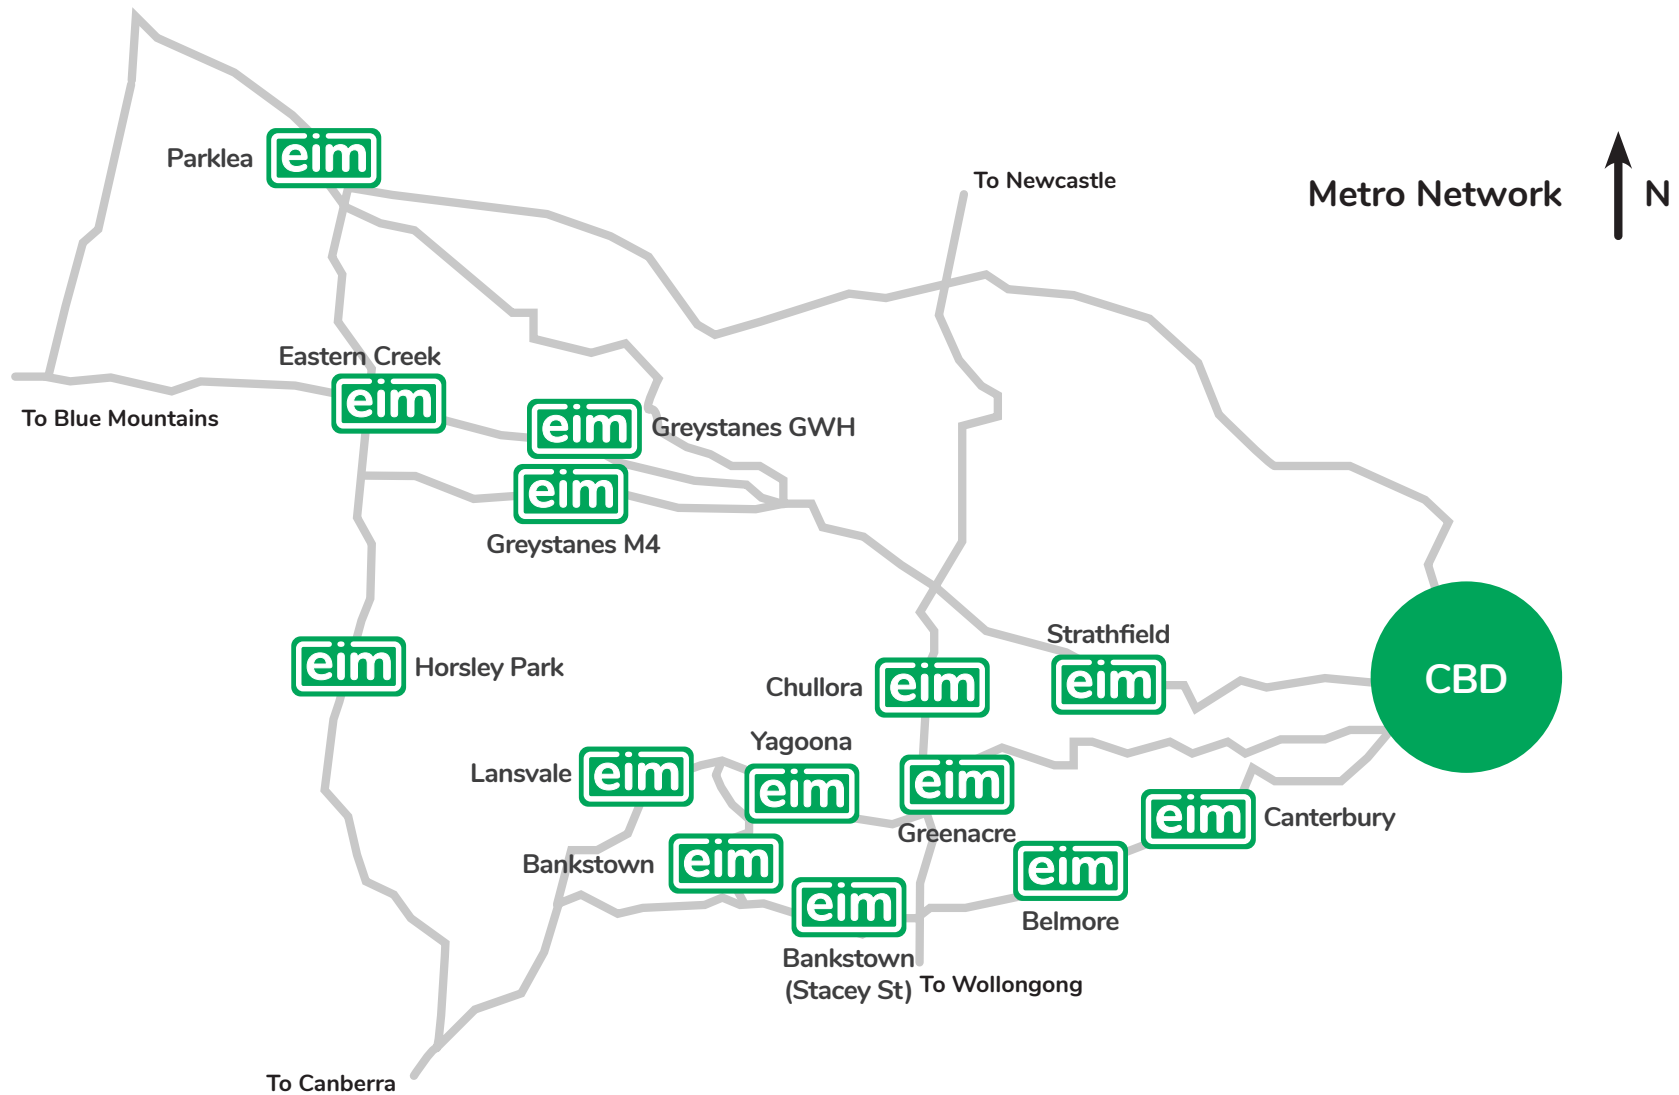 Parklea
eim
To Newcastle
Metro Network
N
Eastern Creek
eim
To Blue Mountains
eim
Greystanes GWH
eim
Greystanes M4
Strathfield
eim
Horsley Park
Chullora
eim
eim
CBD
Yagoona
Lansvale
eim
eim
eim
Greenacre
eim
Canterbury
Bankstown
eim
eim
Belmore
eim
Bankstown
(Stacey St)
To Wollongong
To Canberra